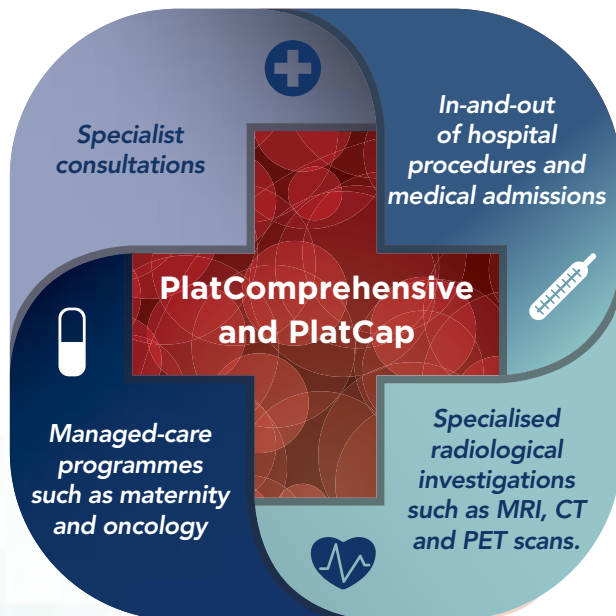 Specialist
consultations
In-and-out
of hospital
procedures and
medical admissions
PlatComprehensive
and PlatCap
Managed-care
programmes
such as maternity
and oncology
Specialised
radiological
investigations
such as MRI, CT
and PET scans.